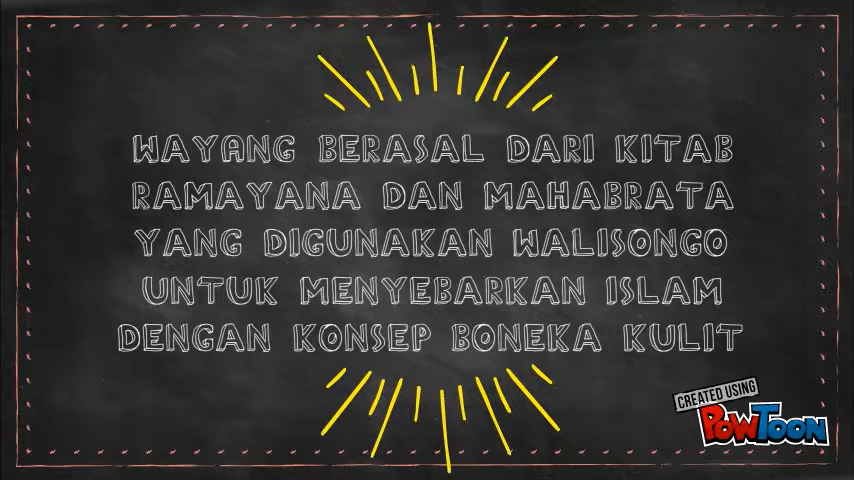 WAYANG BERASAL DARI KITAB
RAMAYANA DAN MAHABRATA
YANG DIGUNAKAN WALISONGO
UNTUK MENYEBARKAN ISLAM
DENGAN KONSEP BONEKA KULIT
CREATED USING
POWTOON